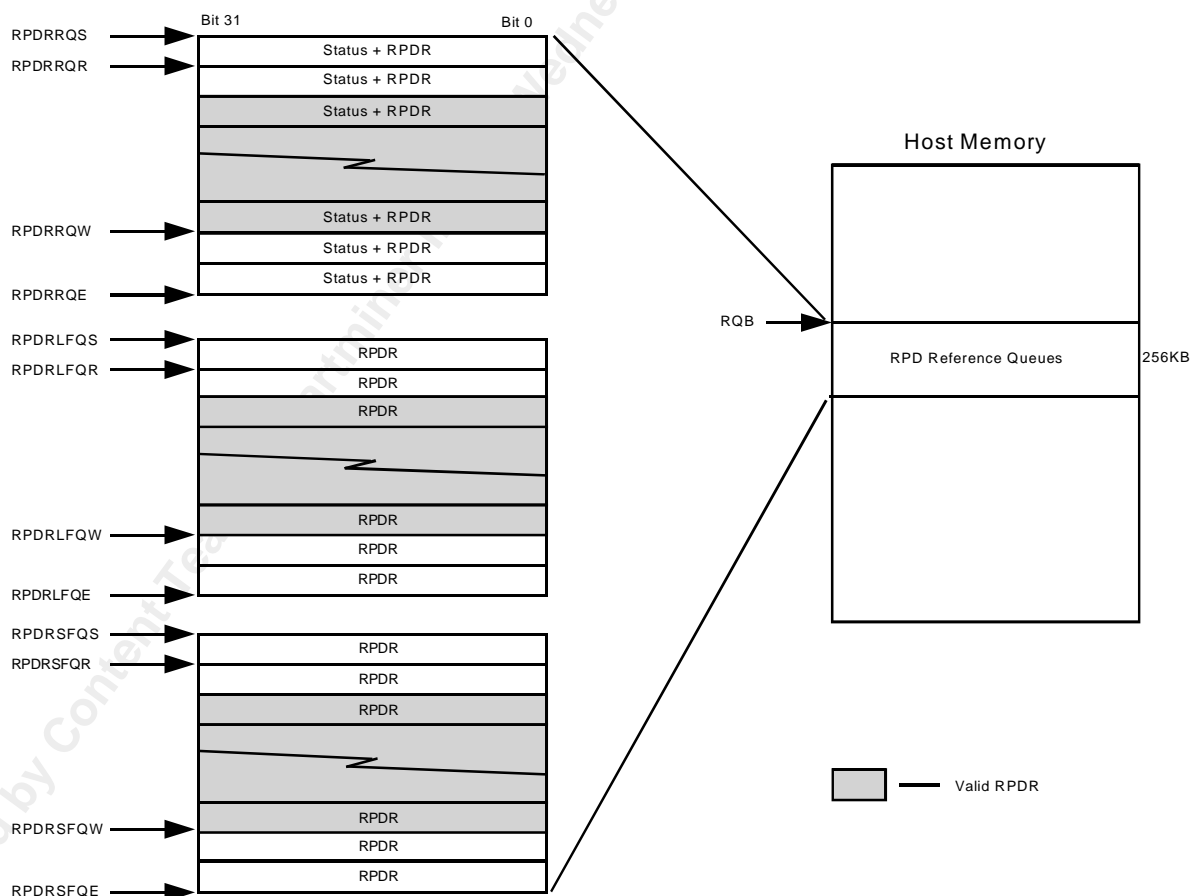 Bit 31
Bit 0
RPDRRQS
RPDRRQR
Status + RPDR
Status + RPDR
Status + RPDR
Status + RPDR
RPDRRQW
Status + RPDR
Status + RPDR
RPDRRQE
RPDRLFQS
RPDRLFQR
RPDR
RPDR
RPDR
RPDR
RPDRLFQW
RPDR
RPDR
RPDRLFQE
RPDRSFQS
RPDRSFQR
RPDR
RPDR
RPDR
RPDR
RPDRSFQW
RPDR
RPDR
RPDRSFQE
Host Memory
RQB
RPD Reference Queues
256KB
Valid RPDR
by Content